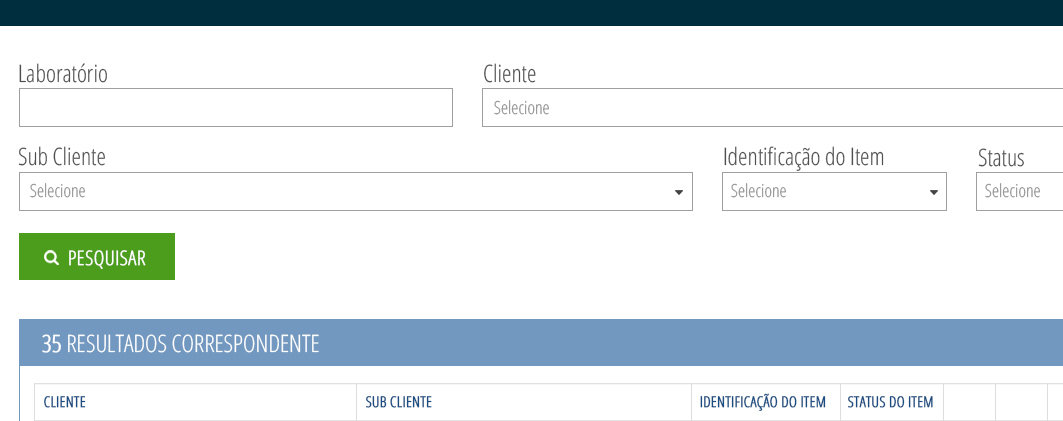 Laboratório Cliente
Selecione
Sub Cliente Identificação do Item Status
Selecione Selecione Selecione
PESQUISAR
35 RESULTADOS CORRESPONDENTE
CLIENTE SUB CLIENTE IDENTIFICAÇÃO DO ITEM STATUS DO ITEM